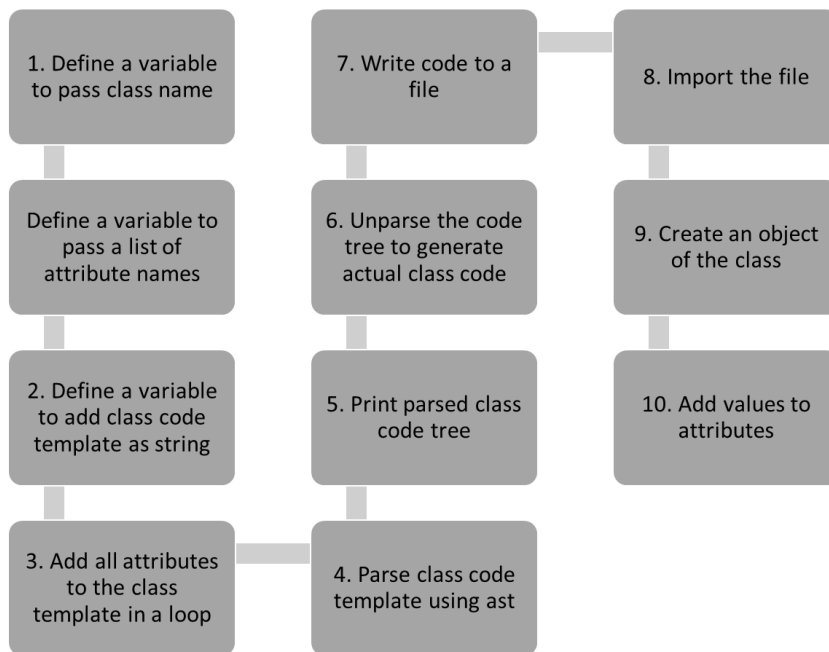 1. Define a variable
to pass class name
Define a variable to
pass a list of
attribute names
2. Define a variable
to add class code
template as string
3. Add all attributes
to the class
template in a loop
4. Parse class code
template using ast
5. Print parsed class
code tree
6. Unparse the code
tree to generate
actual class code
7. Write code to a
file
8. Import the file
9. Create an object
of the class
10. Add values to
attributes